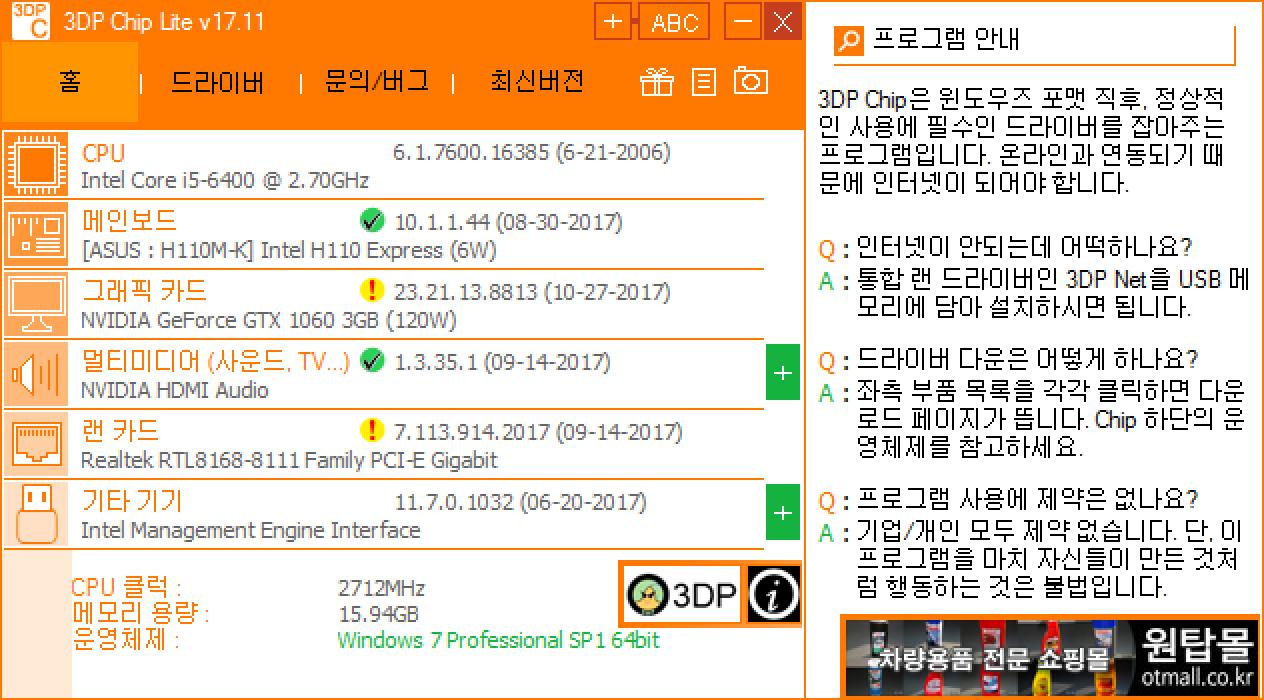 3DP Chip Lite v17.11
+ ABC
홈
드라이버
문의/버그
최신버전
CPU 6.1.7600.16385 (6-21-2006)
Intel Core i5-6400 @ 2.70GHz
메인보드 10.1.1.44 (08-30-2017)
[ASUS : H110M-K] Intel H110 Express (6W)
그래픽 카드 23.21.13.8813 (10-27-2017)
NVIDIA GeForce GTX 1060 3GB (120W)
멀티미디어 (사운드, TV...) 1.3.35.1 (09-14-2017)
NVIDIA HDMI Audio
+
랜 카드 7.113.914.2017 (09-14-2017)
Realtek RTL8168-8111 Family PCI-E Gigabit
기타 기기 11.7.0.1032 (06-20-2017)
Intel Management Engine Interface
+
CPU 클럭 : 2712MHz
메모리 용량 : 15.94GB
운영체제 : Windows 7 Professional SP1 64bit
3DP
프로그램 안내
3DP Chip은 윈도우즈 포맷 직후, 정상적
인 사용에 필수인 드라이버를 잡아주는
프로그램입니다. 온라인과 연동되기 때
문에 인터넷이 되어야 합니다.
Q : 인터넷이 안되는데 어떡하나요?
A : 통합 랜 드라이버인 3DP Net을 USB 메
모리에 담아 설치하시면 됩니다.
Q : 드라이버 다운은 어떻게 하나요?
A : 좌측 부품 목록을 각각 클릭하면 다운
로드 페이지가 뜹니다. Chip 하단의 운
영체제를 참고하세요.
Q : 프로그램 사용에 제약은 없나요?
A : 기업/개인 모두 제약 없습니다. 단, 이
프로그램을 마치 자신들이 만든 것처
럼 행동하는 것은 불법입니다.
차량용품 전문 쇼핑몰
원탑몰
otmall.co.kr